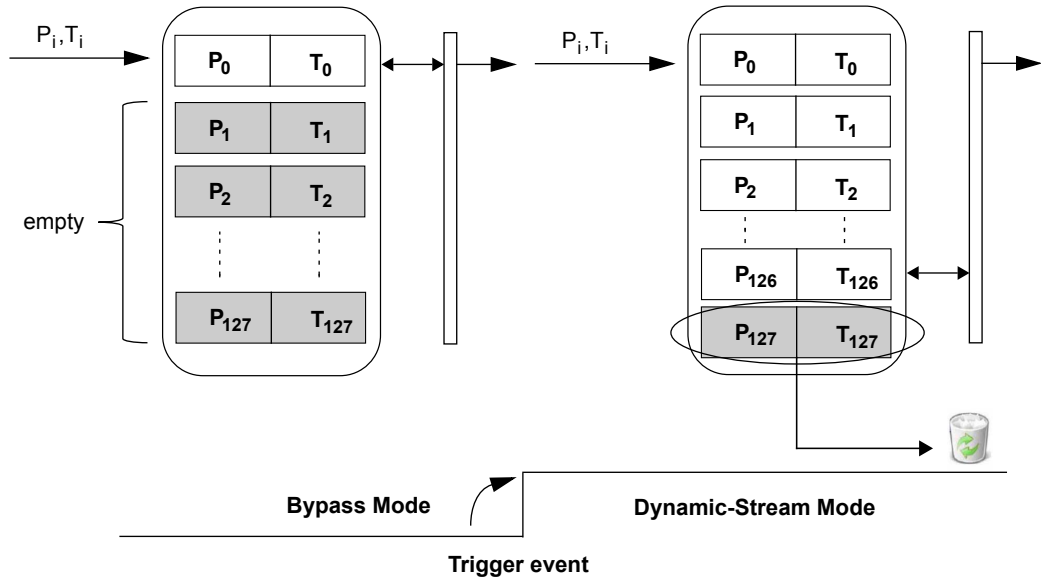 P_i,T_i
P_0 T_0
P_1 T_1
P_2 T_2
P_127 T_127
empty
P_i,T_i
P_0 T_0
P_1 T_1
P_2 T_2
P_126 T_126
P_127 T_127
Bypass Mode
Dynamic-Stream Mode
Trigger event